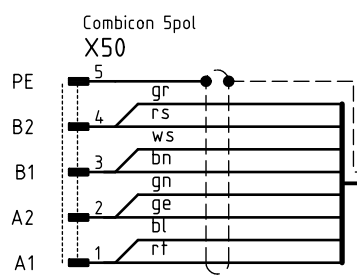 Combicon 5pol
X50
PE 5
gr
B2 4 rs
ws
B1 3 bn
gn
A2 2 ge
bl
A1 1 rt